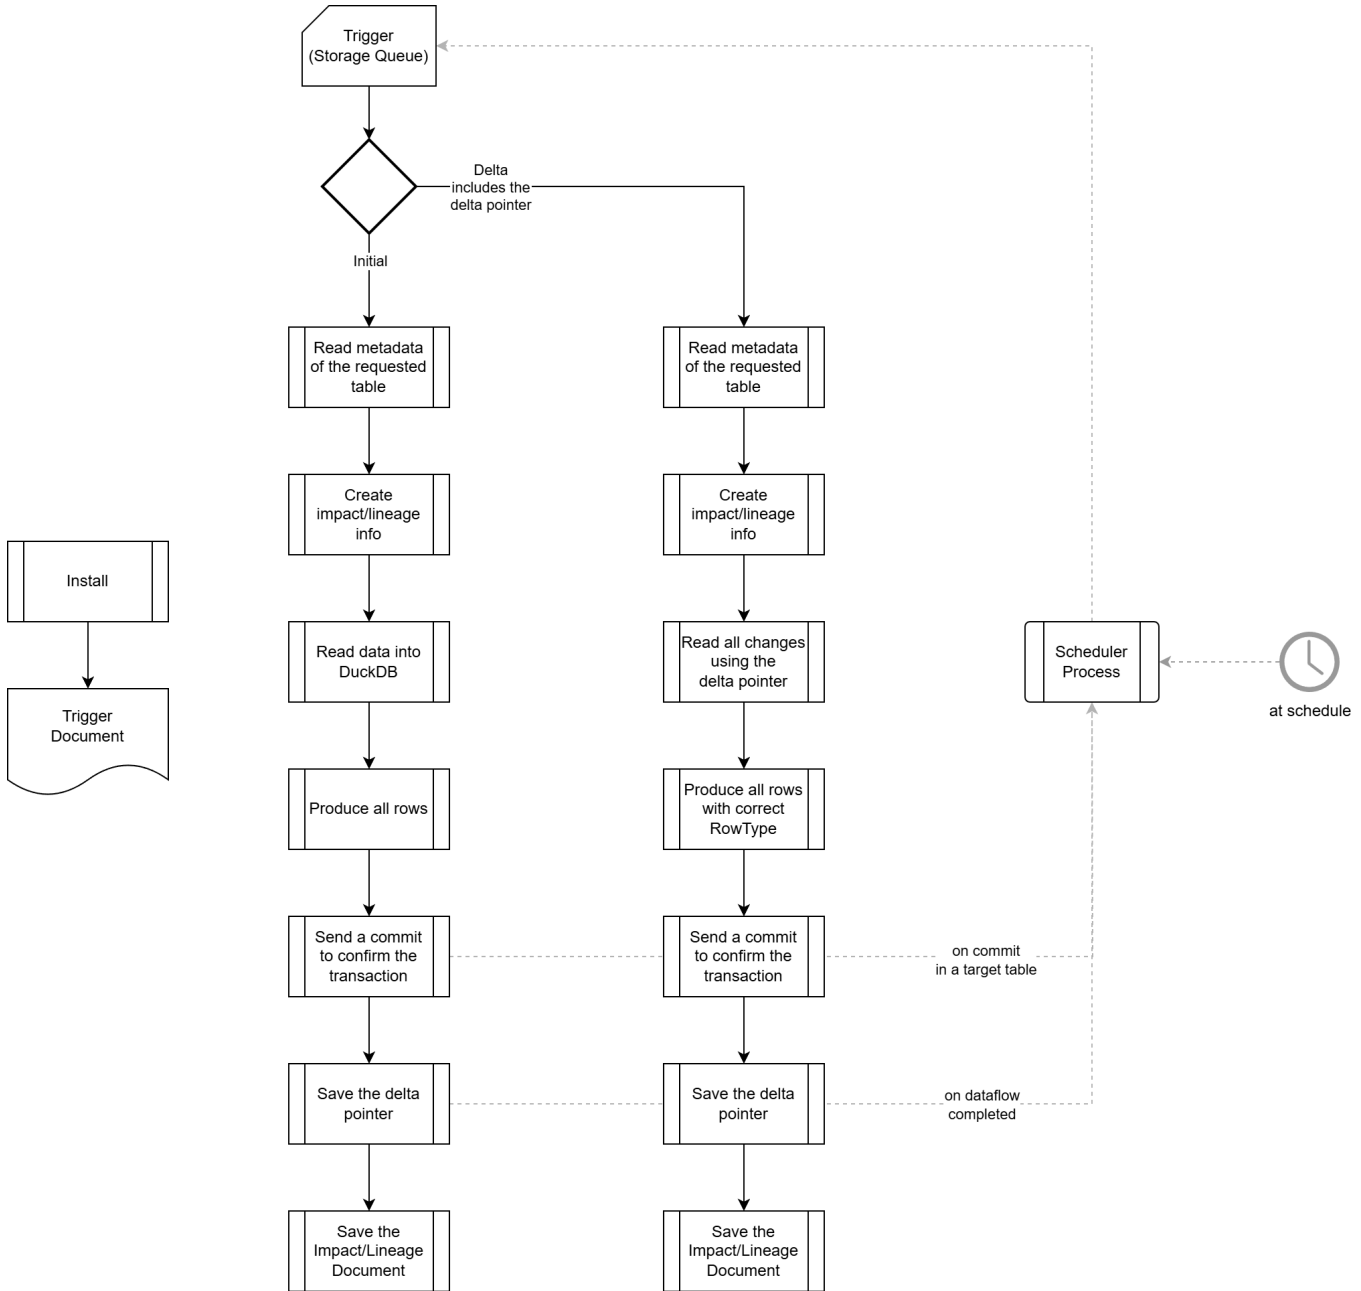 Trigger
(Storage Queue)
Delta
includes the
delta pointer
Initial
Read metadata
of the requested
table
Read metadata
of the requested
table
Create
impact/lineage
info
Create
impact/lineage
info
Install
Read data into
DuckDB
Read all changes
using the
delta pointer
Scheduler
Process
at schedule
Trigger
Document
Produce all rows
Produce all rows
with correct
RowType
Send a commit
to confirm the
transaction
Send a commit
to confirm the
transaction
on commit
in a target table
Save the delta
pointer
Save the delta
pointer
on dataflow
completed
Save the
Impact/Lineage
Document
Save the
Impact/Lineage
Document